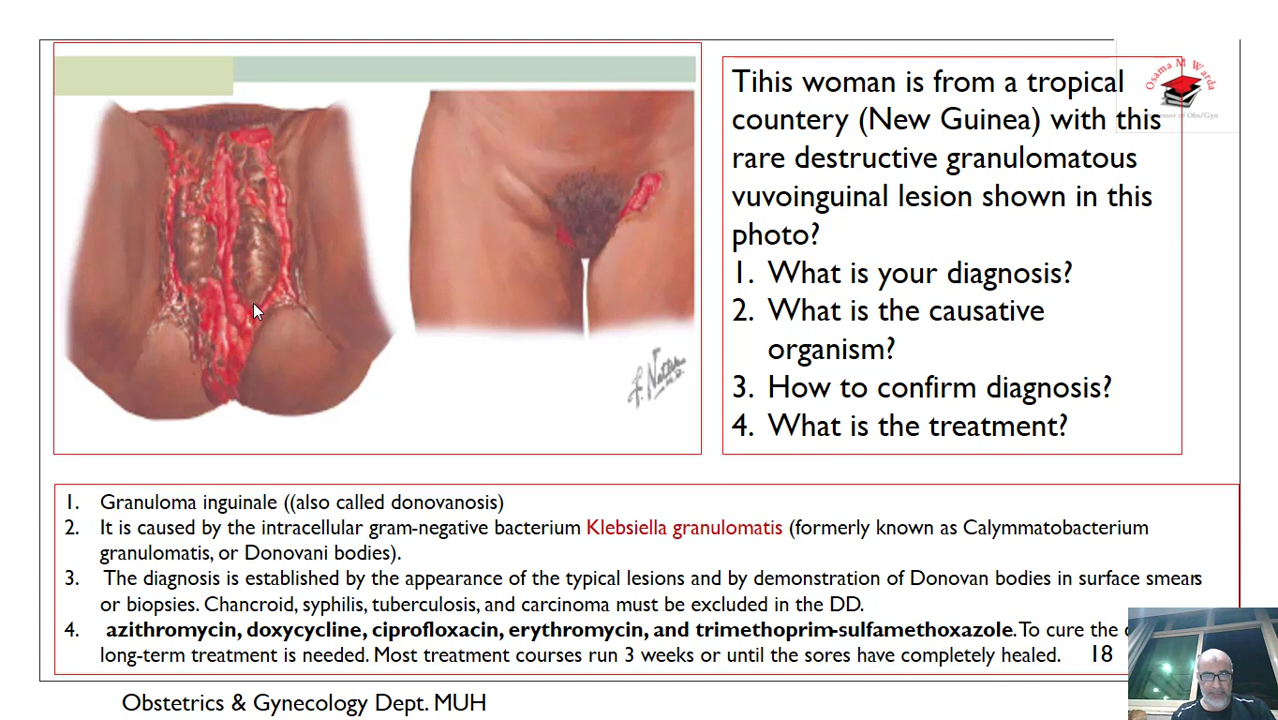 Tihis woman is from a tropical
countery (New Guinea) with this
rare destructive granulomatous
vuvoinguinal lesion shown in this
photo?
1. What is your diagnosis?
2. What is the causative
organism?
3. How to confirm diagnosis?
4. What is the treatment?
Osama M Warda
Professor of Obs/Gyu
1. Granuloma inguinale ((also called donovanosis)
2. It is caused by the intracellular gram-negative bacterium Klebsiella granulomatis (formerly known as Calymmatobacterium
granulomatis, or Donovani bodies).
3. The diagnosis is established by the appearance of the typical lesions and by demonstration of Donovan bodies in surface smears
or biopsies. Chancroid, syphilis, tuberculosis, and carcinoma must be excluded in the DD.
4. azithromycin, doxycycline, ciprofloxacin, erythromycin, and trimethoprim-sulfamethoxazole. To cure the
long-term treatment is needed. Most treatment courses run 3 weeks or until the sores have completely healed. 18
Obstetrics & Gynecology Dept. MUH